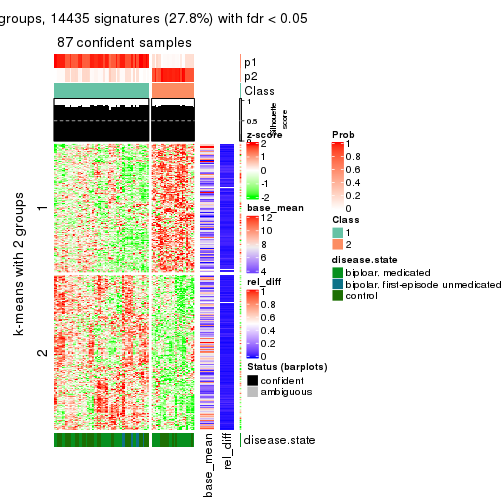 groups, 14435 signatures (27.8%) with fdr < 0.05
87 confident samples
p1
p2
Class
1
0.5
0
Silhouette
score
k-means with 2 groups
1
2
z-score
2
1
0
-1
-2
base_mean
12
10
8
6
4
rel_diff
1
0.8
0.6
0.4
0.2
0
Status (barplots)
confident
ambiguous
Prob
1
0.8
0.6
0.4
0.2
0
Class
1
2
disease.state
biploar. medicated
bipolar. first-episode unmedicated
control
disease.state
base_mean
rel_diff